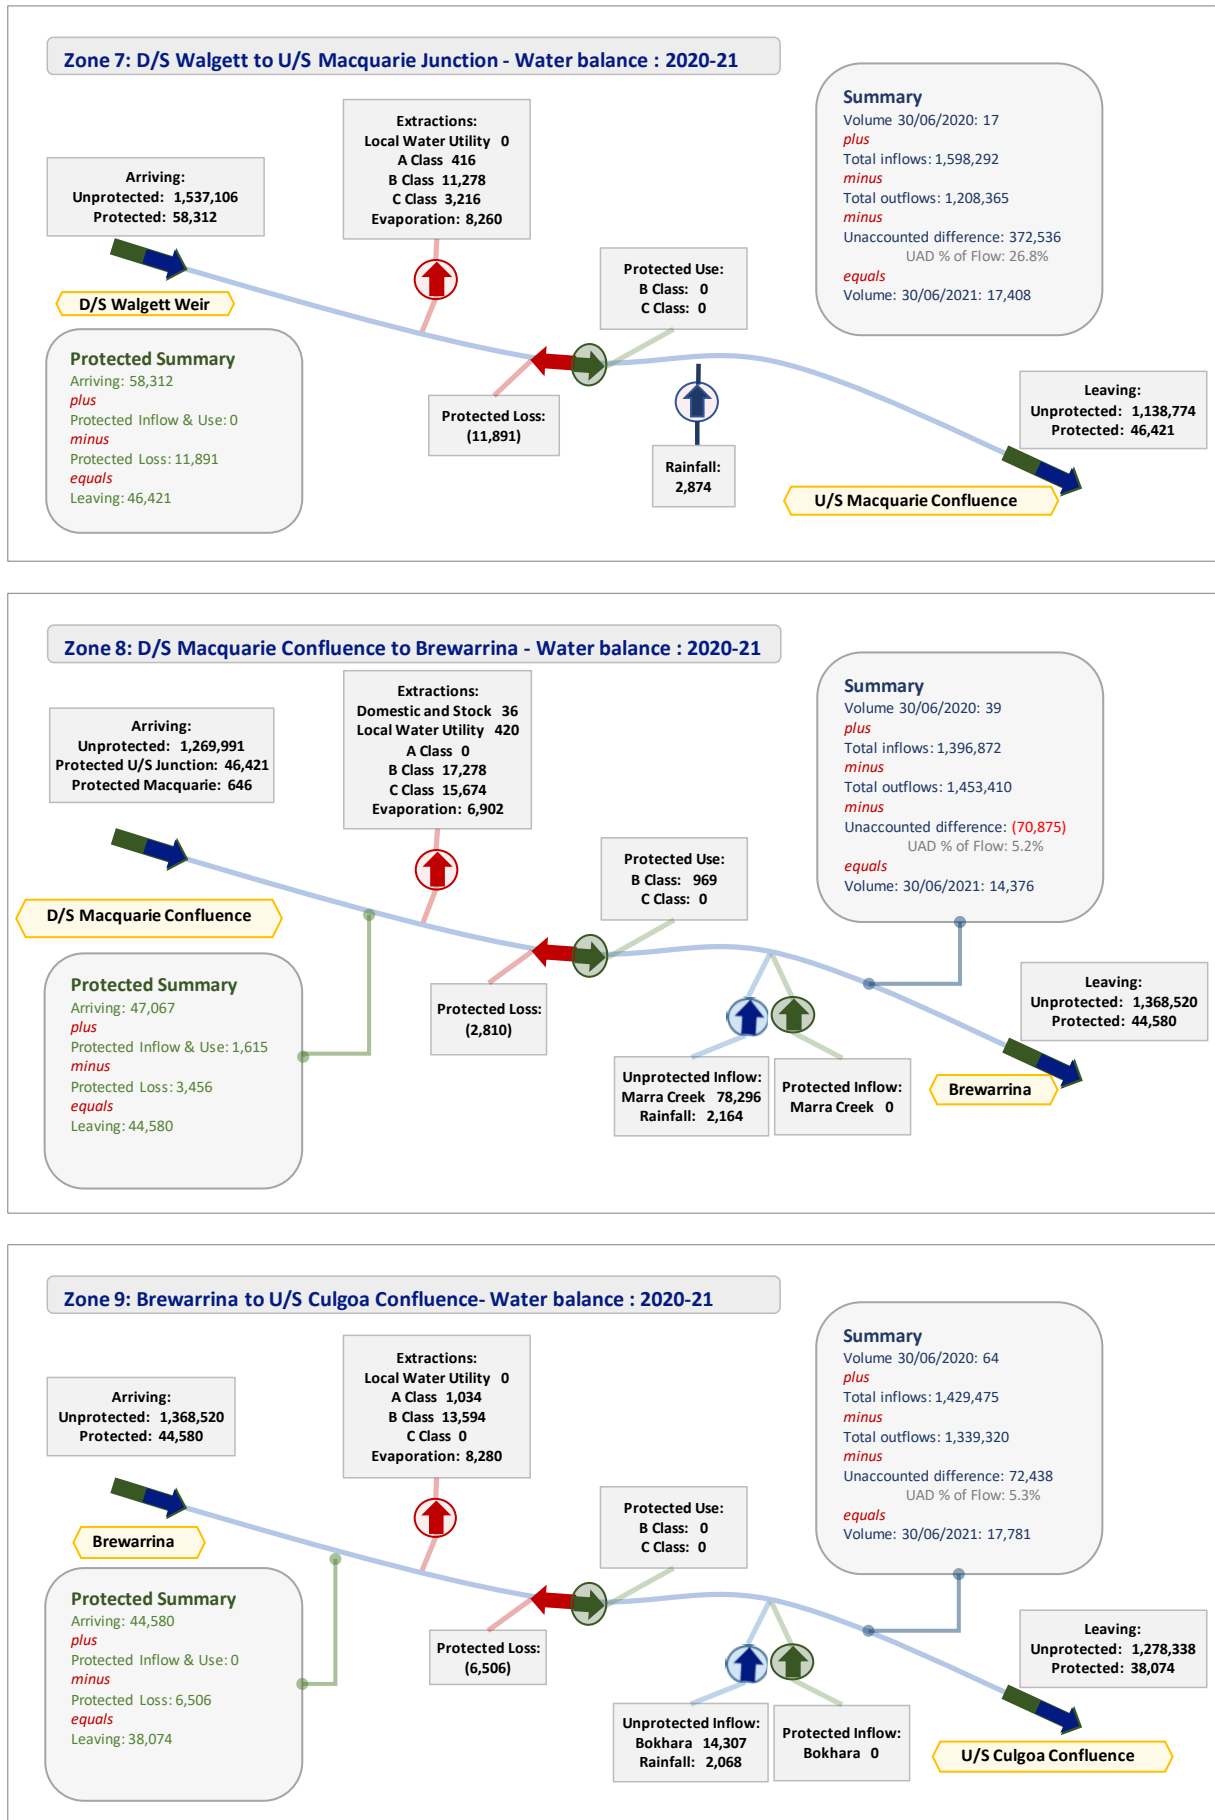 Zone 7: D/S Walgett to U/S Macquarie Junction - Water balance : 2020-21
Arriving:
Unprotected: 1,537,106
Protected: 58,312
D/S Walgett Weir
Extractions:
Local Water Utility 0
A Class 416
B Class 11,278
C Class 3,216
Evaporation: 8,260
Protected Use:
B Class: 0
C Class: 0
Summary
Volume 30/06/2020: 17
plus
Total inflows: 1,598,292
minus
Total outflows: 1,208,365
minus
Unaccounted difference: 372,536
UAD % of Flow: 26.8%
equals
Volume: 30/06/2021: 17,408
Protected Summary
Arriving: 58,312
plus
Protected Inflow & Use: 0
minus
Protected Loss: 11,891
equals
Leaving: 46,421
Protected Loss:
(11,891)
Rainfall:
2,874
Leaving:
Unprotected: 1,138,774
Protected: 46,421
U/S Macquarie Confluence
Zone 8: D/S Macquarie Confluence to Brewarrina - Water balance : 2020-21
Arriving:
Unprotected: 1,269,991
Protected U/S Junction: 46,421
Protected Macquarie: 646
D/S Macquarie Confluence
Extractions:
Domestic and Stock 36
Local Water Utility 420
A Class 0
B Class 17,278
C Class 15,674
Evaporation: 6,902
Protected Use:
B Class: 969
C Class: 0
Summary
Volume 30/06/2020: 39
plus
Total inflows: 1,396,872
minus
Total outflows: 1,453,410
minus
Unaccounted difference: (70,875)
UAD % of Flow: 5.2%
equals
Volume: 30/06/2021: 14,376
Protected Summary
Arriving: 47,067
plus
Protected Inflow & Use: 1,615
minus
Protected Loss: 3,456
equals
Leaving: 44,580
Protected Loss:
(2,810)
Unprotected Inflow:
Marra Creek 78,296
Rainfall: 2,164
Protected Inflow:
Marra Creek 0
Leaving:
Unprotected: 1,368,520
Protected: 44,580
Brewarrina
Zone 9: Brewarrina to U/S Culgoa Confluence- Water balance : 2020-21
Arriving:
Unprotected: 1,368,520
Protected: 44,580
Brewarrina
Extractions:
Local Water Utility 0
A Class 1,034
B Class 13,594
C Class 0
Evaporation: 8,280
Protected Use:
B Class: 0
C Class: 0
Summary
Volume 30/06/2020: 64
plus
Total inflows: 1,429,475
minus
Total outflows: 1,339,320
minus
Unaccounted difference: 72,438
UAD % of Flow: 5.3%
equals
Volume: 30/06/2021: 17,781
Protected Summary
Arriving: 44,580
plus
Protected Inflow & Use: 0
minus
Protected Loss: 6,506
equals
Leaving: 38,074
Protected Loss:
(6,506)
Unprotected Inflow:
Bokhara 14,307
Rainfall: 2,068
Protected Inflow:
Bokhara 0
Leaving:
Unprotected: 1,278,338
Protected: 38,074
U/S Culgoa Confluence